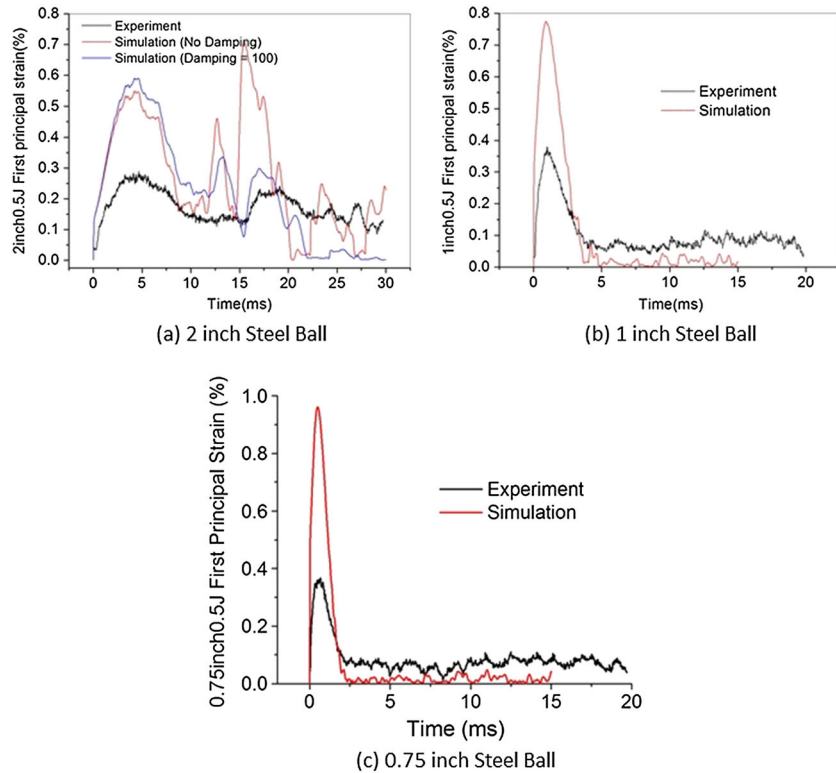 2inch0.5J First principal strain(%)
0.8
0.7
0.6
0.5
0.4
0.3
0.2
0.1
0.0
Experiment
Simulation (No Damping)
Simulation (Damping = 100)
0 5 10 15 20 25 30
Time(ms)
(a) 2 inch Steel Ball
1inch0.5J First principal strain(%)
0.8
0.7
0.6
0.5
0.4
0.3
0.2
0.1
0.0
Experiment
Simulation
0 5 10 15 20
Time(ms)
(b) 1 inch Steel Ball
0.75inch0.5J First Principal Strain (%)
1.0
0.8
0.6
0.4
0.2
0.0
Experiment
Simulation
0 5 10 15 20
Time (ms)
(c) 0.75 inch Steel Ball